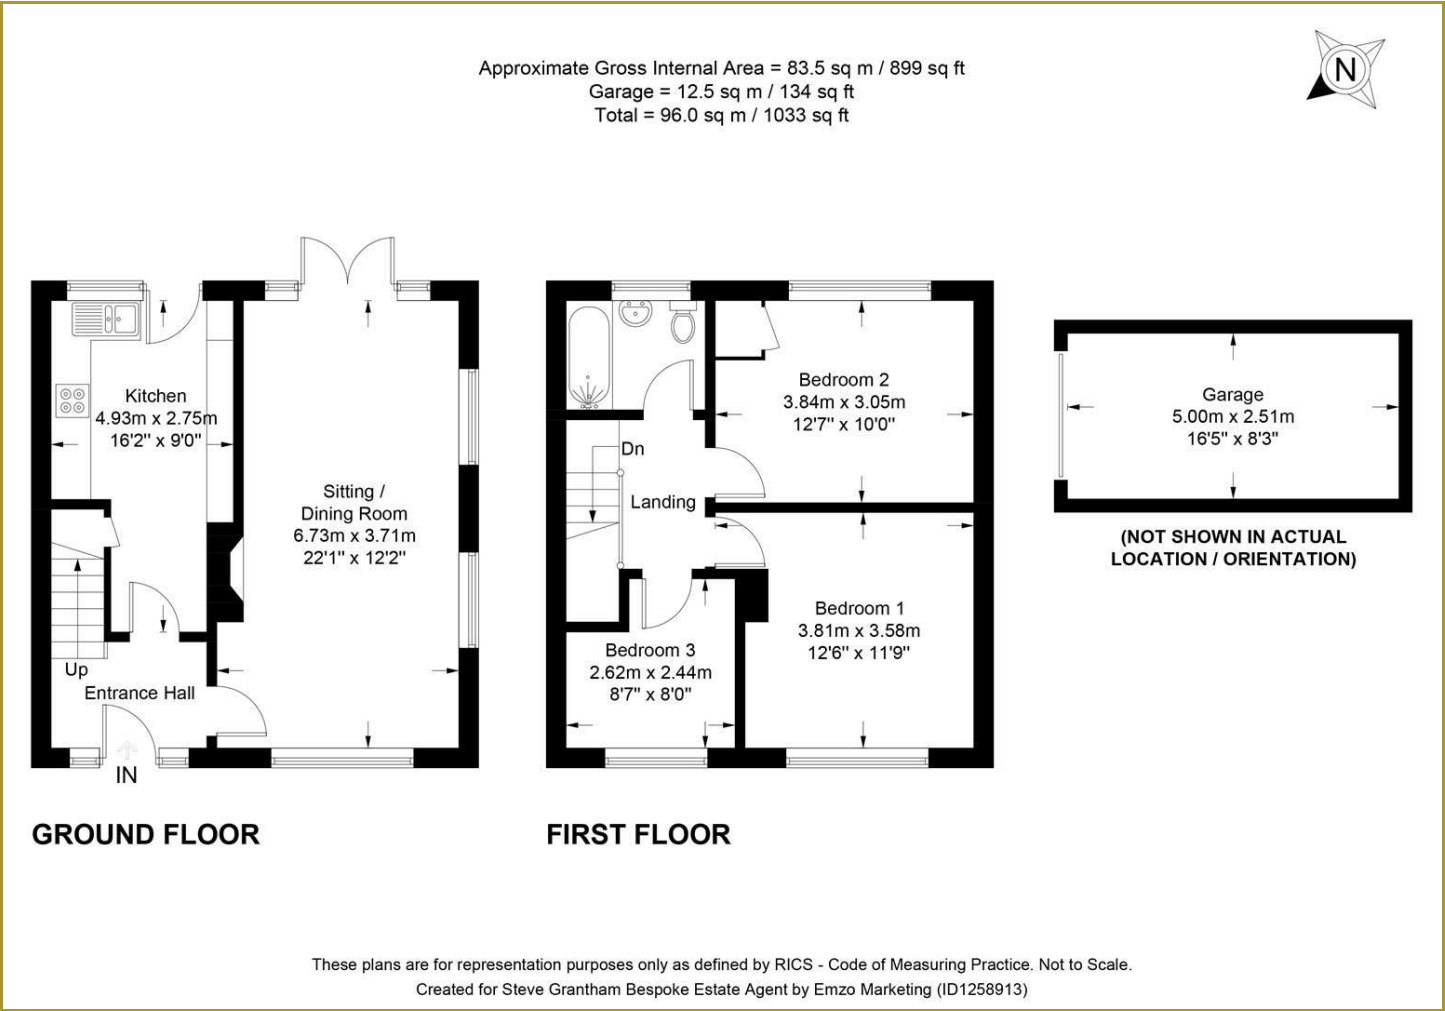 Approximate Gross Internal Area = 83.5 sq m / 899 sq ft
Garage = 12.5 sq m / 134 sq ft
Total = 96.0 sq m / 1033 sq ft
N
Kitchen
4.93m x 2.75m
16'2" x 9'0"
Sitting /
Dining Room
6.73m x 3.71m
22'1" x 12'2"
Up
Entrance Hall
IN
GROUND FLOOR
Bedroom 2
3.84m x 3.05m
12'7" x 10'0"
Dn
Landing
Bedroom 1
3.81m x 3.58m
12'6" x 11'9"
Bedroom 3
2.62m x 2.44m
8'7" x 8'0"
FIRST FLOOR
Garage
5.00m x 2.51m
16'5" x 8'3"
(NOT SHOWN IN ACTUAL
LOCATION / ORIENTATION)
These plans are for representation purposes only as defined by RICS - Code of Measuring Practice. Not to Scale.
Created for Steve Grantham Bespoke Estate Agent by Emzo Marketing (ID1258913)